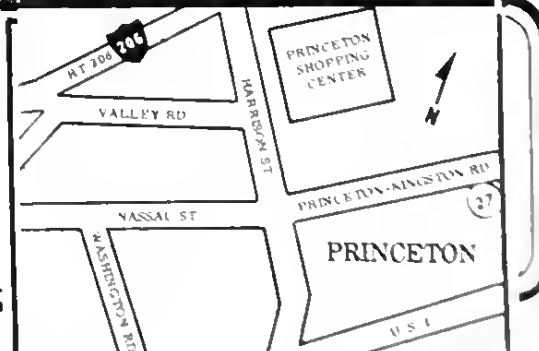 206
RT 206
PRINCETON
SHOPPING
CENTER
VALLEY RD
HARRISON ST
N
PRINCETON-KINGSTON RD
27
NASSAU ST
WASHINGTON RD
PRINCETON
U S 1